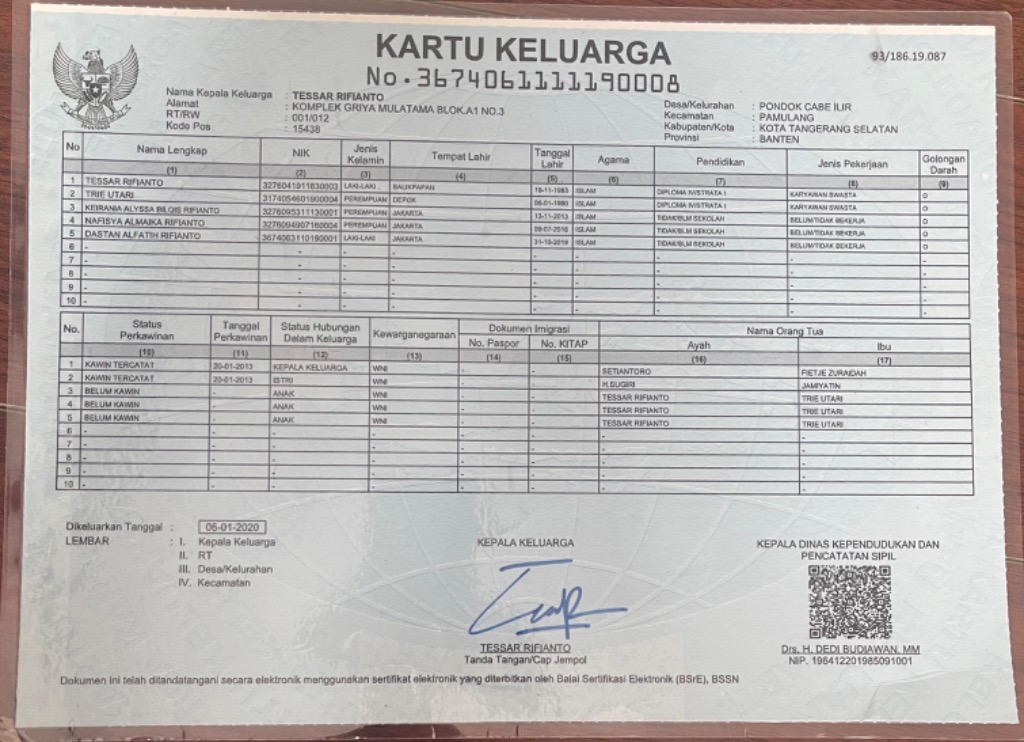 KARTU KELUARGA
No.3674061111190008
93/186.19.087
Nama Kepala Keluarga : TESSAR RIFIANTO
Alamat : KOMPLEK GRIYA MULATAMA BLOK.A1 NO.3
RT/RW : 001/012
Kode Pos : 15438
Desa/Kelurahan : PONDOK CABE ILIR
Kecamatan : PAMULANG
Kabupaten/Kota : KOTA TANGERANG SELATAN
Provinsi : BANTEN
No Nama Lengkap NIK Jenis Kelamin Tempat Lahir Tanggal Lahir Agama Pendidikan Jenis Pekerjaan Golongan Darah
(1) (2) (3) (4) (5) (6) (7) (8) (9)
1 TESSAR RIFIANTO 3276041911830003 LAKI-LAKI BALIKPAPAN 19-11-1983 ISLAM DIPLOMA IV/STRATA I KARYAWAN SWASTA O
2 TRIE UTARI 3174054601900004 PEREMPUAN DEPOK 06-01-1990 ISLAM DIPLOMA IV/STRATA I KARYAWAN SWASTA O
3 KEIRANIA ALYSSA BILQIS RIFIANTO 3276095311130001 PEREMPUAN JAKARTA 13-11-2013 ISLAM TIDAK/BLM SEKOLAH BELUM/TIDAK BEKERJA O
4 NAFISYA ALMAIKA RIFIANTO 3276094907160004 PEREMPUAN JAKARTA 09-07-2016 ISLAM TIDAK/BLM SEKOLAH BELUM/TIDAK BEKERJA O
5 DASTAN ALFATIH RIFIANTO 3674063110190001 LAKI-LAKI JAKARTA 31-10-2019 ISLAM TIDAK/BLM SEKOLAH BELUM/TIDAK BEKERJA O
6 - - - - - - - - -
7 - - - - - - - - -
8 - - - - - - - - -
9 - - - - - - - - -
10 - - - - - - - - -
No. Status Perkawinan Tanggal Perkawinan Status Hubungan Dalam Keluarga Kewarganegaraan Dokumen Imigrasi Nama Orang Tua
No. Paspor No. KITAP Ayah Ibu
(10) (11) (12) (13) (14) (15) (16) (17)
1 KAWIN TERCATAT 20-01-2013 KEPALA KELUARGA WNI - - SETIANTORO FIETJE ZURAIDAH
2 KAWIN TERCATAT 20-01-2013 ISTRI WNI - - H.SUGIRI JAMIYATIN
3 BELUM KAWIN - ANAK WNI - - TESSAR RIFIANTO TRIE UTARI
4 BELUM KAWIN - ANAK WNI - - TESSAR RIFIANTO TRIE UTARI
5 BELUM KAWIN - ANAK WNI - - TESSAR RIFIANTO TRIE UTARI
6 - - - - - - - -
7 - - - - - - - -
8 - - - - - - - -
9 - - - - - - - -
10 - - - - - - - -
Dikeluarkan Tanggal : 06-01-2020
LEMBAR : I. Kepala Keluarga
II. RT
III. Desa/Kelurahan
IV. Kecamatan
KEPALA KELUARGA
TESSAR RIFIANTO
Tanda Tangan/Cap Jempol
KEPALA DINAS KEPENDUDUKAN DAN
PENCATATAN SIPIL
Drs. H. DEDI BUDIAWAN, MM
NIP. 196412201985091001
Dokumen ini telah ditandatangani secara elektronik menggunakan sertifikat elektronik yang diterbitkan oleh Balai Sertifikasi Elektronik (BSrE), BSSN